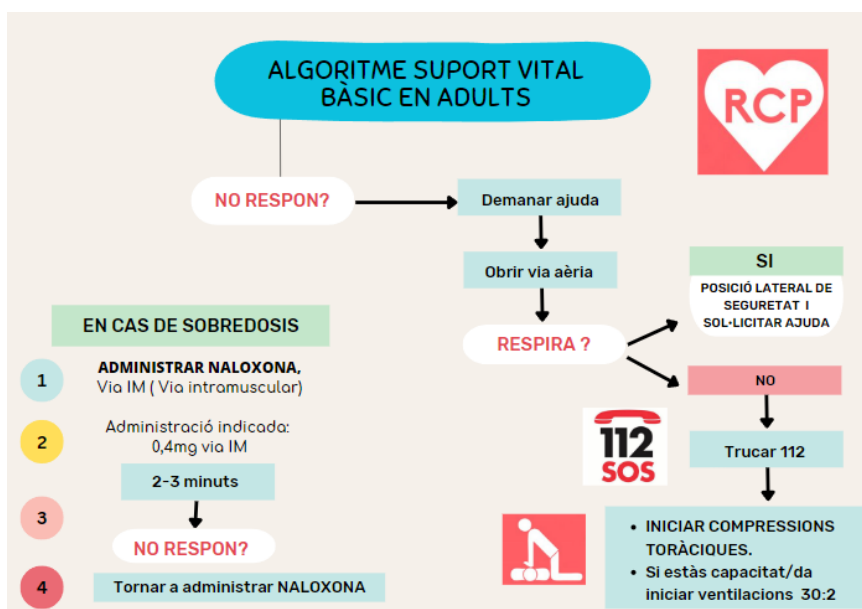 ALGORITME SUPORT VITAL
BÀSIC EN ADULTS
RCP
NO RESPON?
Demanar ajuda
Obrir via aèria
RESPIRA ?
SI
POSICIÓ LATERAL DE
SEGURETAT I
SOL·LICITAR AJUDA
NO
112
SOS
Trucar 112
• INICIAR COMPRESSIONS
TORÀCIQUES.
• Si estàs capacitat/da
iniciar ventilacions 30:2
EN CAS DE SOBREDOSIS
1
ADMINISTRAR NALOXONA,
Via IM ( Via intramuscular)
2
Administració indicada:
0,4mg via IM
2-3 minuts
3
NO RESPON?
4
Tornar a administrar NALOXONA